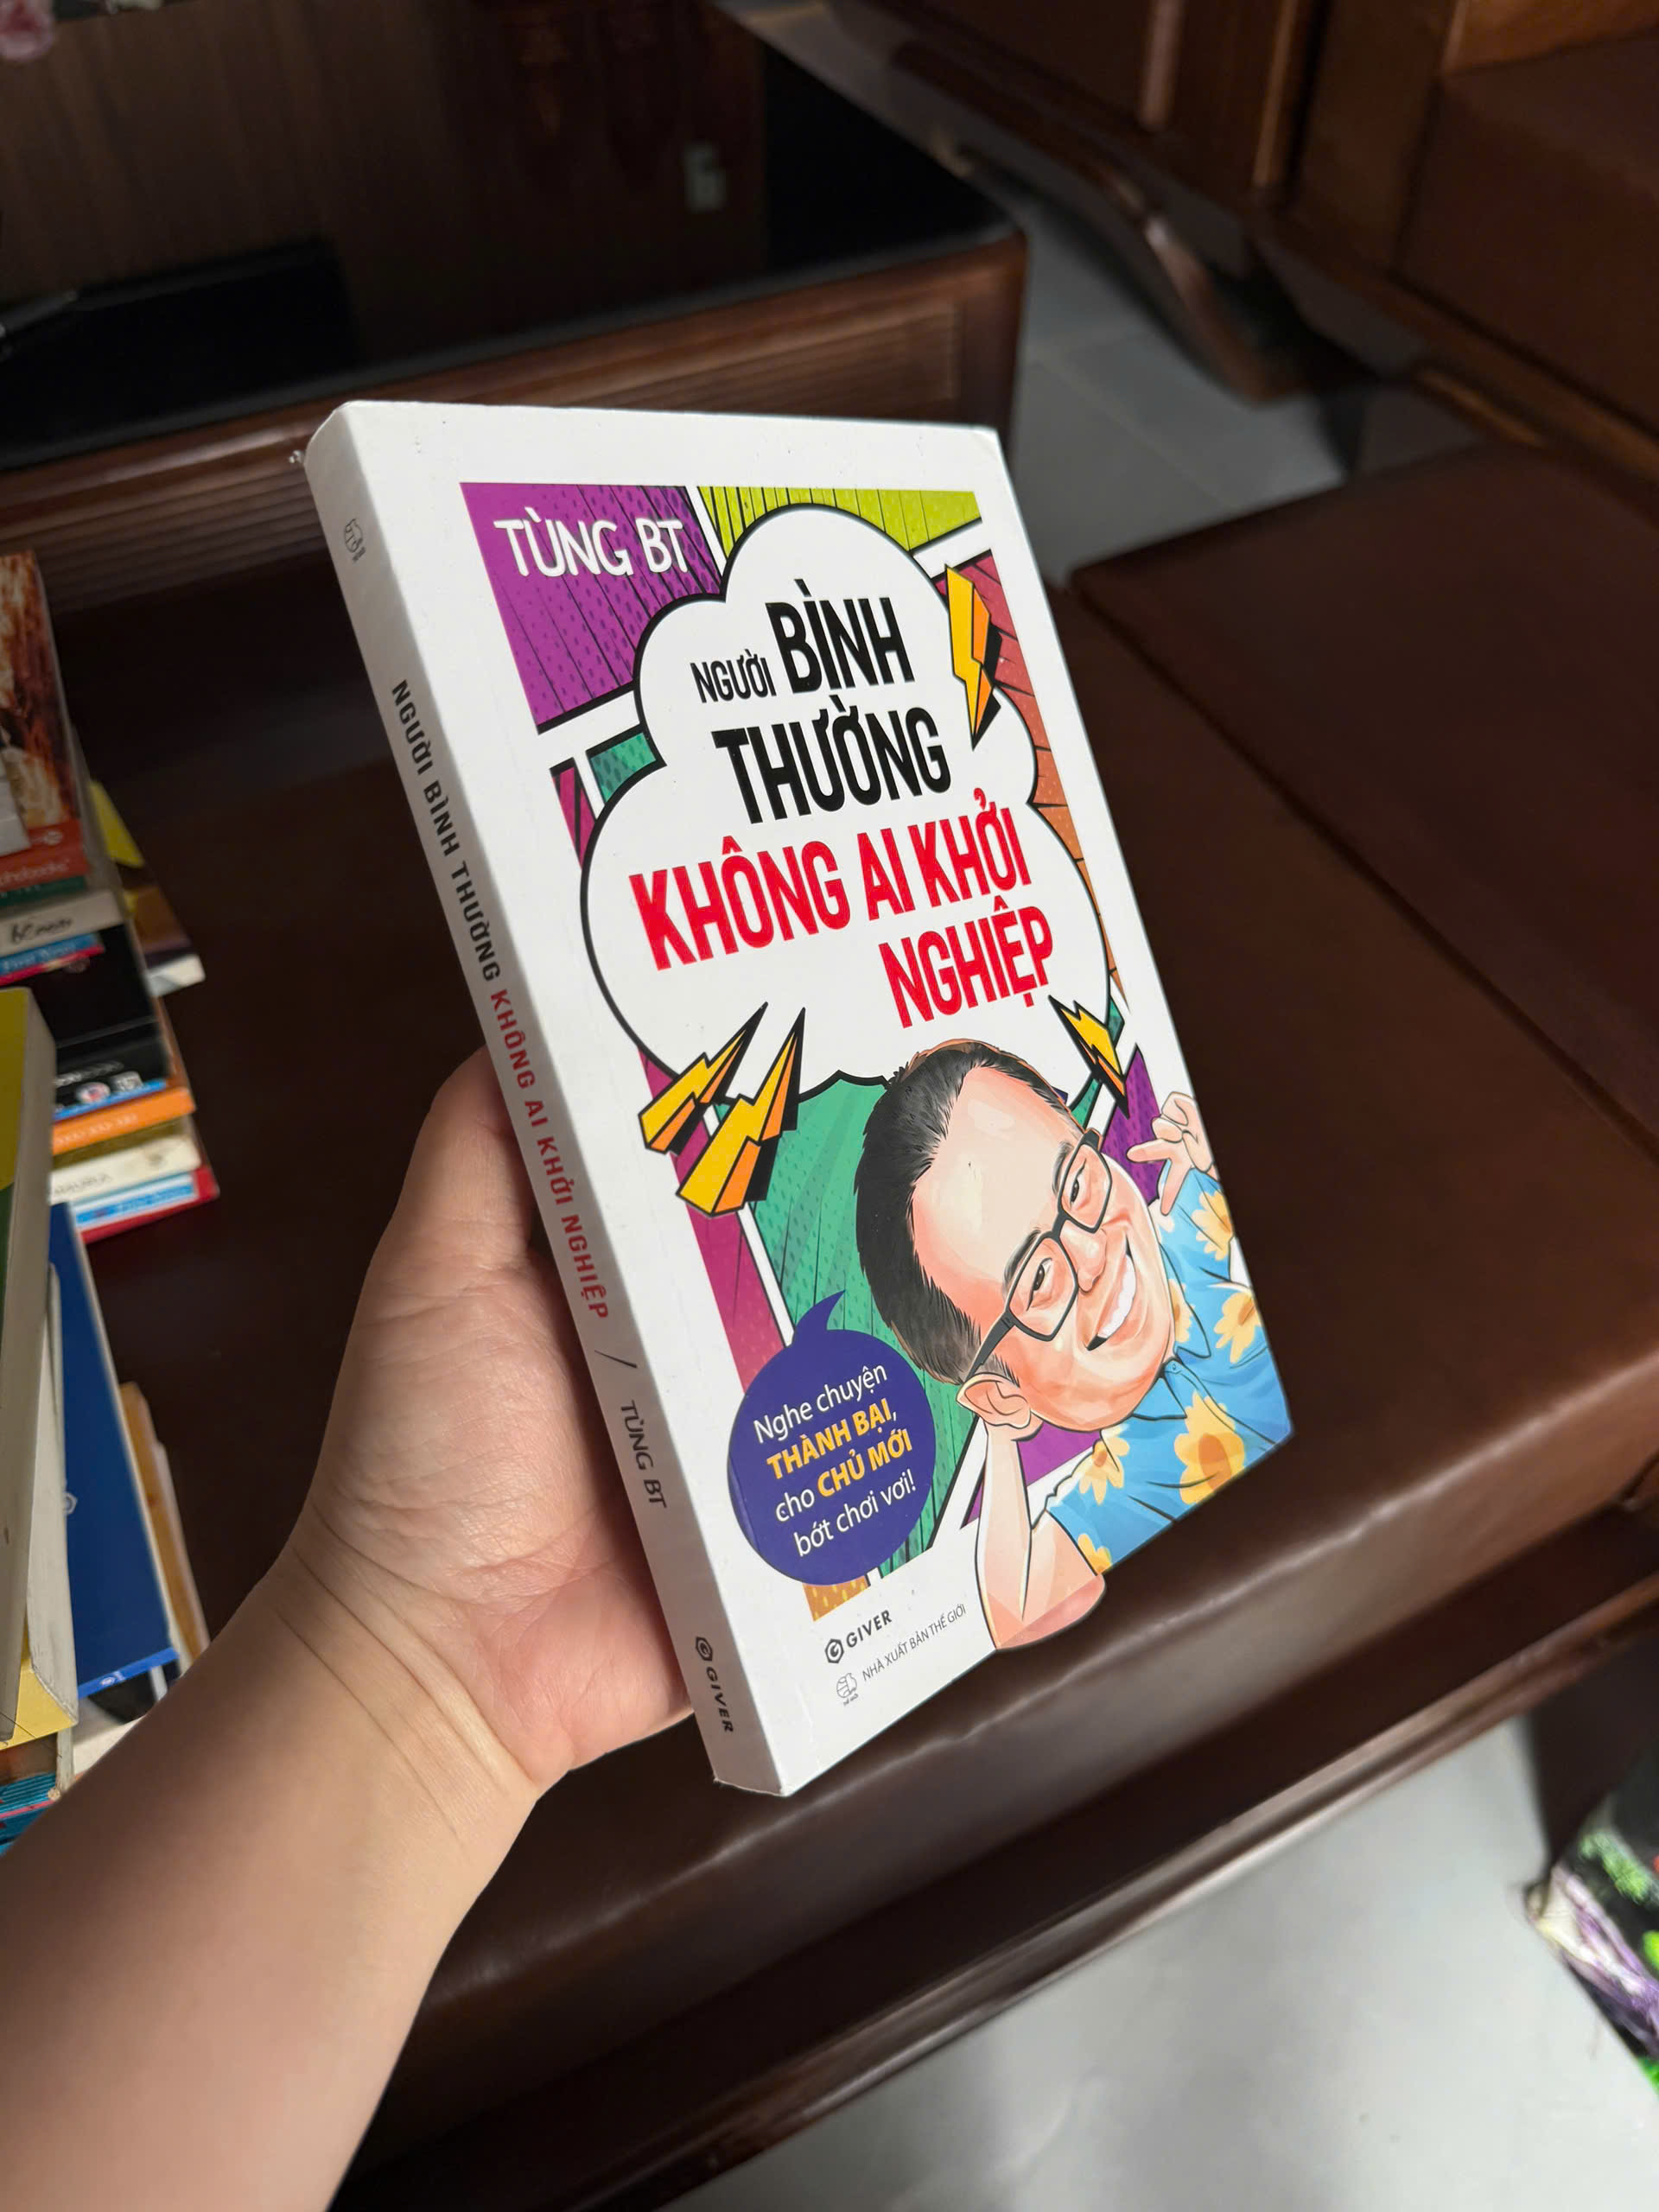 TÙNG BT
NGƯỜI BÌNH
THƯỜNG
KHÔNG AI KHỞI
NGHIỆP
Nghe chuyện
THÀNH BẠI,
cho CHỦ MỚI
bớt chơi vơi!
GIVER
NHÀ XUẤT BẢN THẾ GIỚI
NGƯỜI BÌNH THƯỜNG KHÔNG AI KHỞI NGHIỆP / TÙNG BT
GIVER